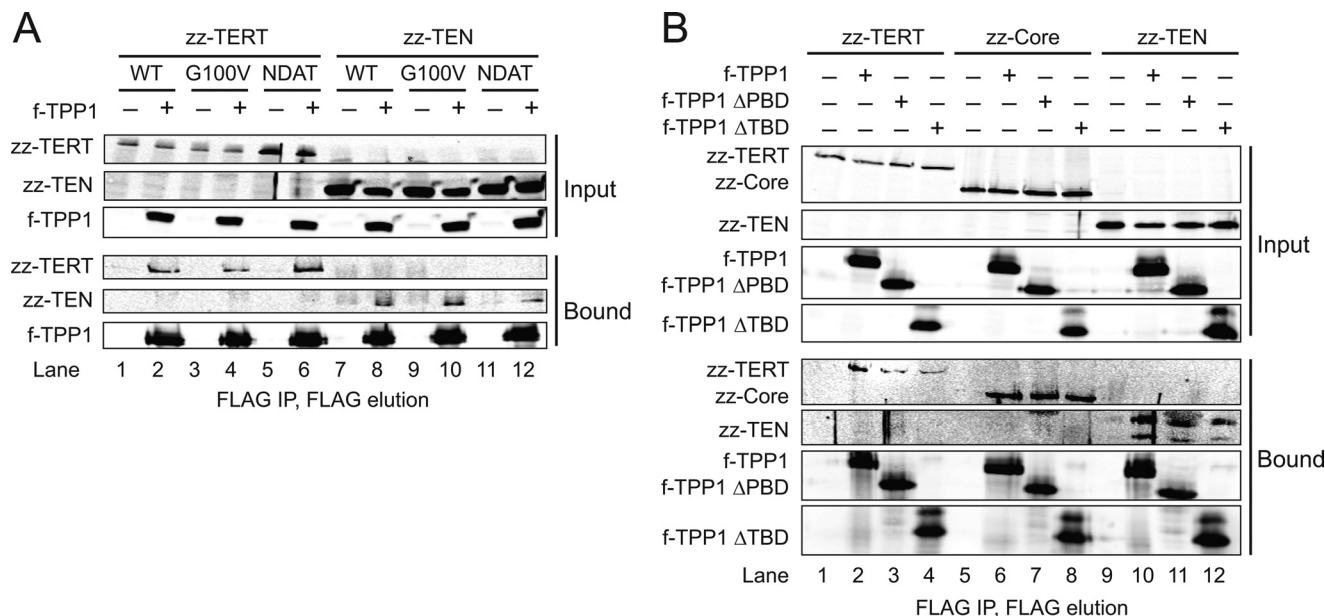 A
zz-TERT zz-TEN
WT G100V NDAT WT G100V NDAT
f-TPP1 – + – + – + – + – + – +
zz-TERT
zz-TEN
f-TPP1
Input
zz-TERT
zz-TEN
f-TPP1
Bound
Lane 1 2 3 4 5 6 7 8 9 10 11 12
FLAG IP, FLAG elution
B
zz-TERT zz-Core zz-TEN
f-TPP1 – + – – – + – – – + – –
f-TPP1 ΔPBD – – + – – – + – – – + –
f-TPP1 ΔTBD – – – + – – – + – – – +
zz-TERT
zz-Core
zz-TEN
f-TPP1
f-TPP1 ΔPBD
f-TPP1 ΔTBD
Input
zz-TERT
zz-Core
zz-TEN
f-TPP1
f-TPP1 ΔPBD
f-TPP1 ΔTBD
Bound
Lane 1 2 3 4 5 6 7 8 9 10 11 12
FLAG IP, FLAG elution